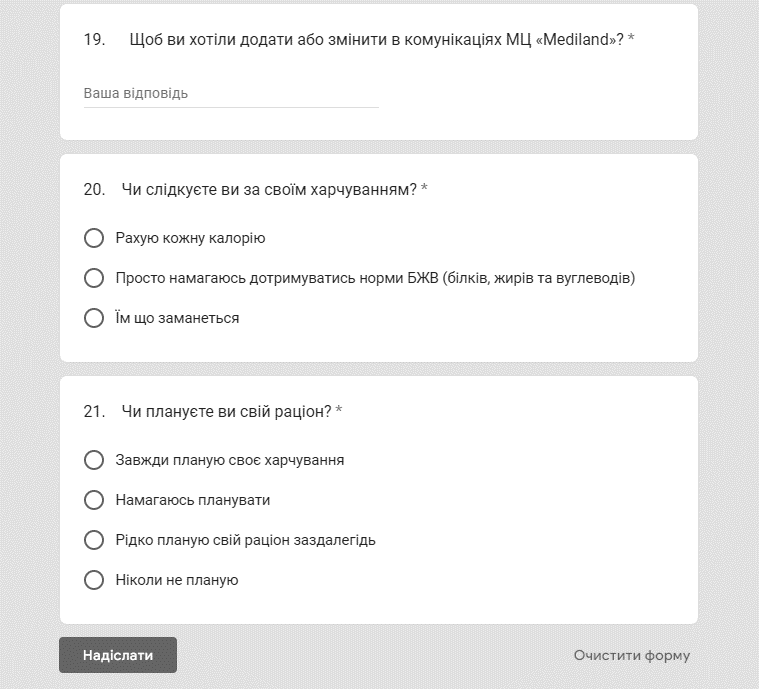 19. Щоб ви хотіли додати або змінити в комунікаціях МЦ «Mediland»? *
Ваша відповідь
20. Чи слідкуєте ви за своїм харчуванням? *
Рахую кожну калорію
Просто намагаюсь дотримуватись норми БЖВ (білків, жирів та вуглеводів)
Їм що заманеться
21. Чи плануєте ви свій раціон? *
Завжди планую своє харчування
Намагаюсь планувати
Рідко планую свій раціон заздалегідь
Ніколи не планую
Надіслати
Очистити форму